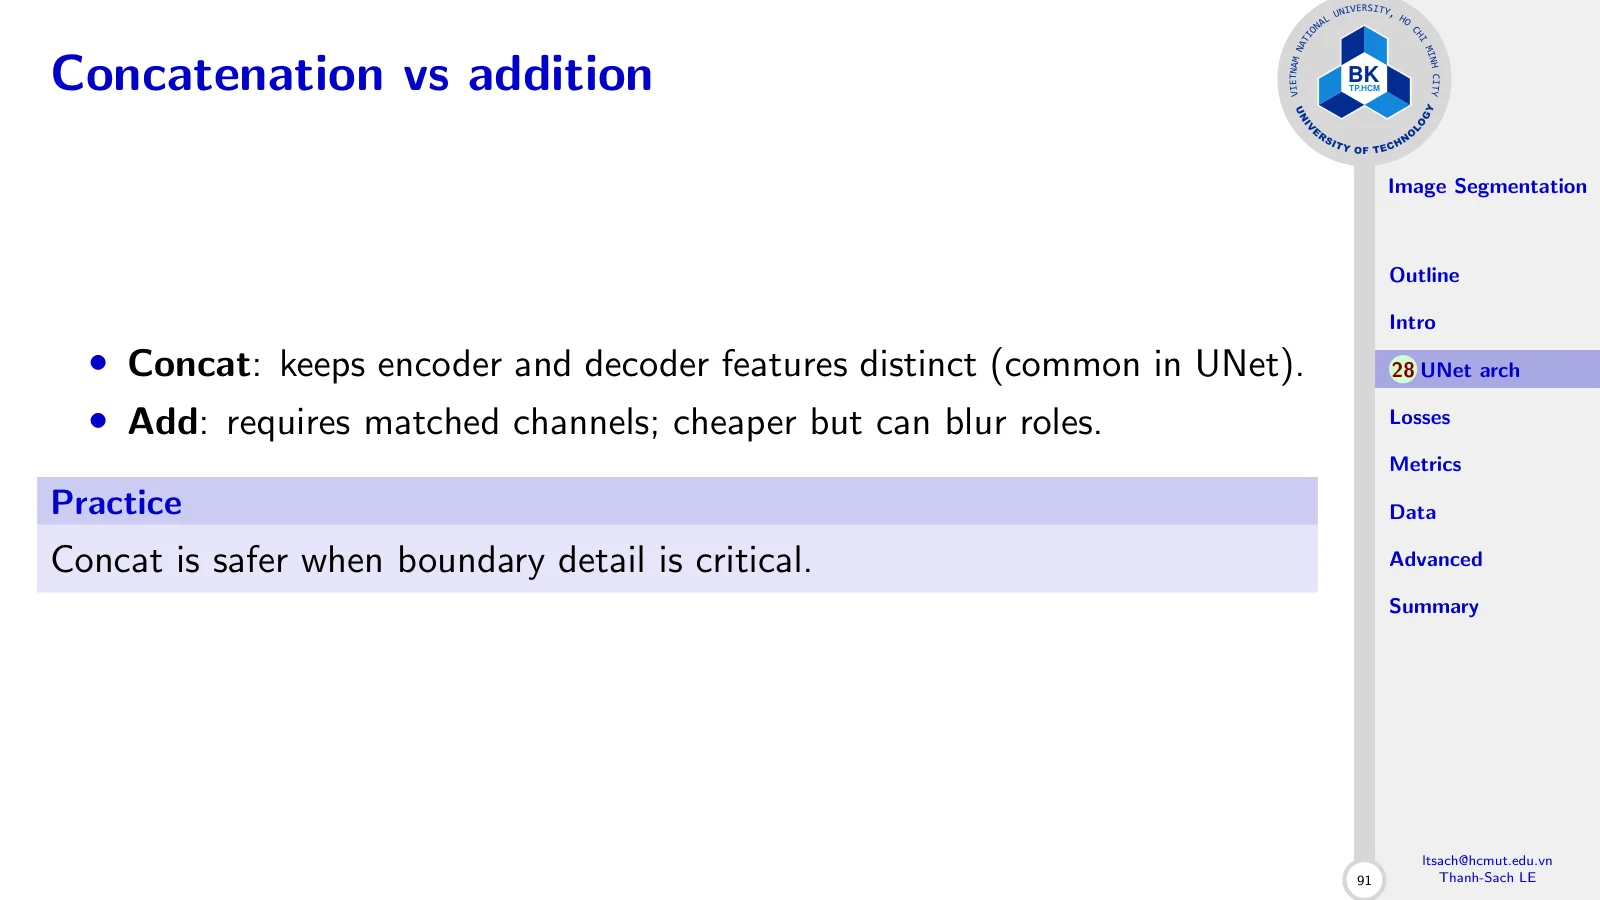 Concatenation vs addition
• Concat: keeps encoder and decoder features distinct (common in UNet).
• Add: requires matched channels; cheaper but can blur roles.
Practice
Concat is safer when boundary detail is critical.
VIETNAM NATIONAL UNIVERSITY, HO CHI MINH CITY
BK
TP.HCM
UNIVERSITY OF TECHNOLOGY
Image Segmentation
Outline
Intro
28 UNet arch
Losses
Metrics
Data
Advanced
Summary
ltsach@hcmut.edu.vn
Thanh-Sach LE
91